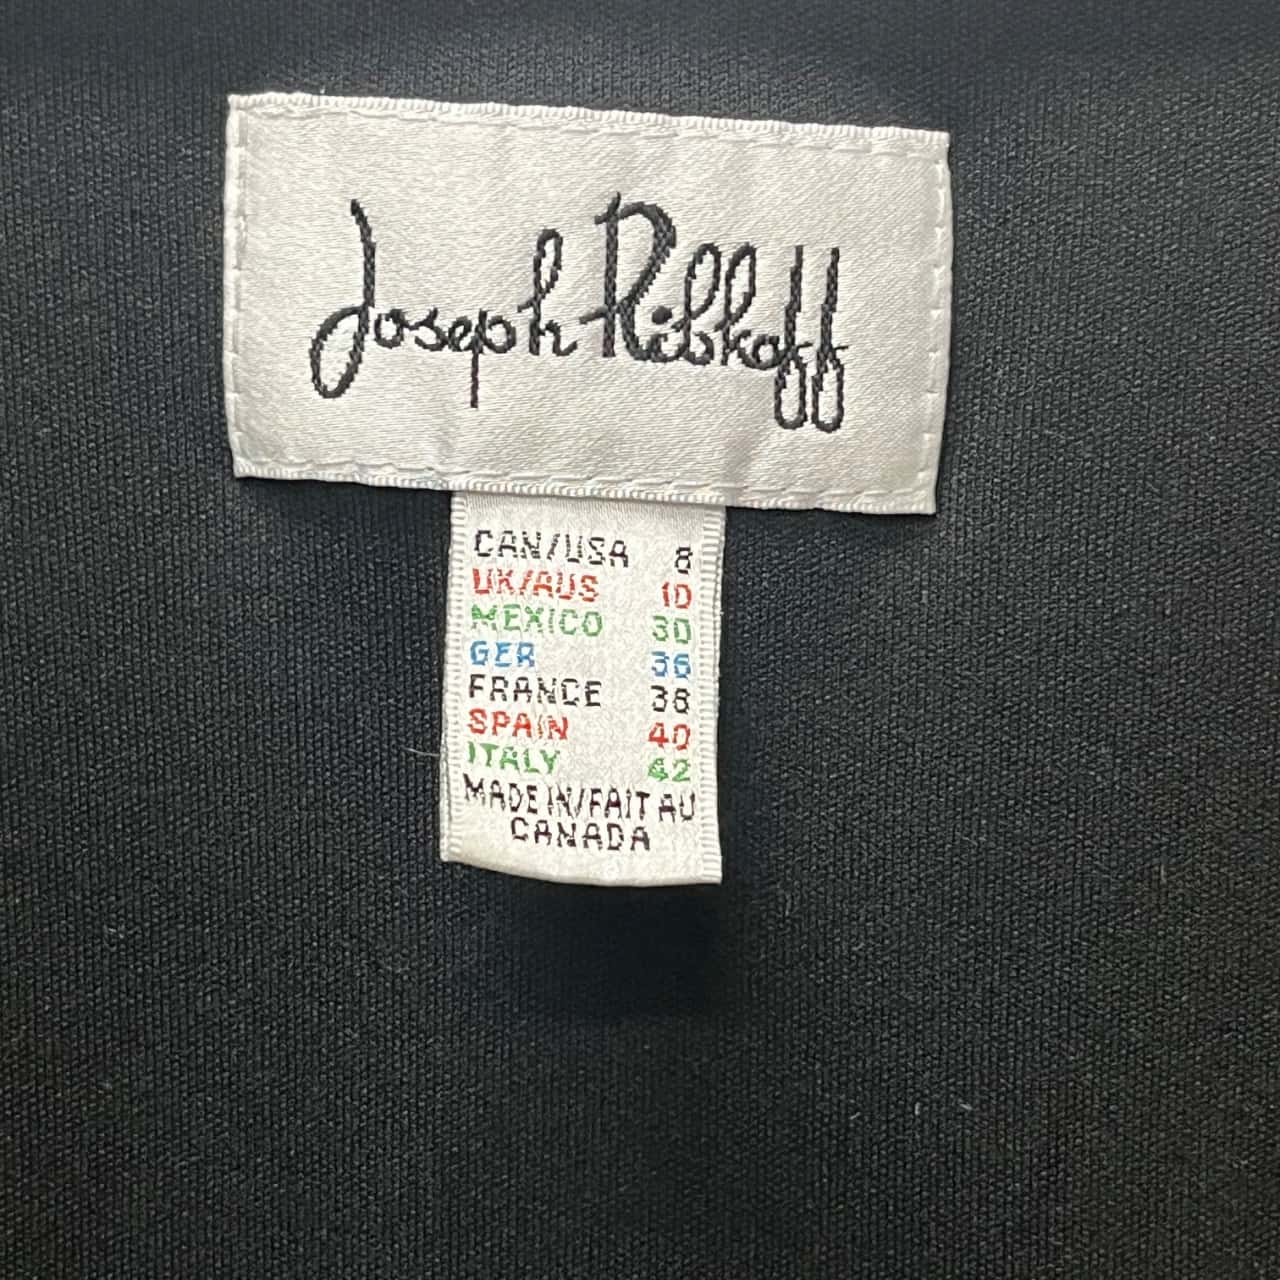 Joseph Ribkoff
CAN/USA 8
UK/AUS 10
MEXICO 30
GER 36
FRANCE 38
SPAIN 40
ITALY 42
MADE IN/FAIT AU
CANADA